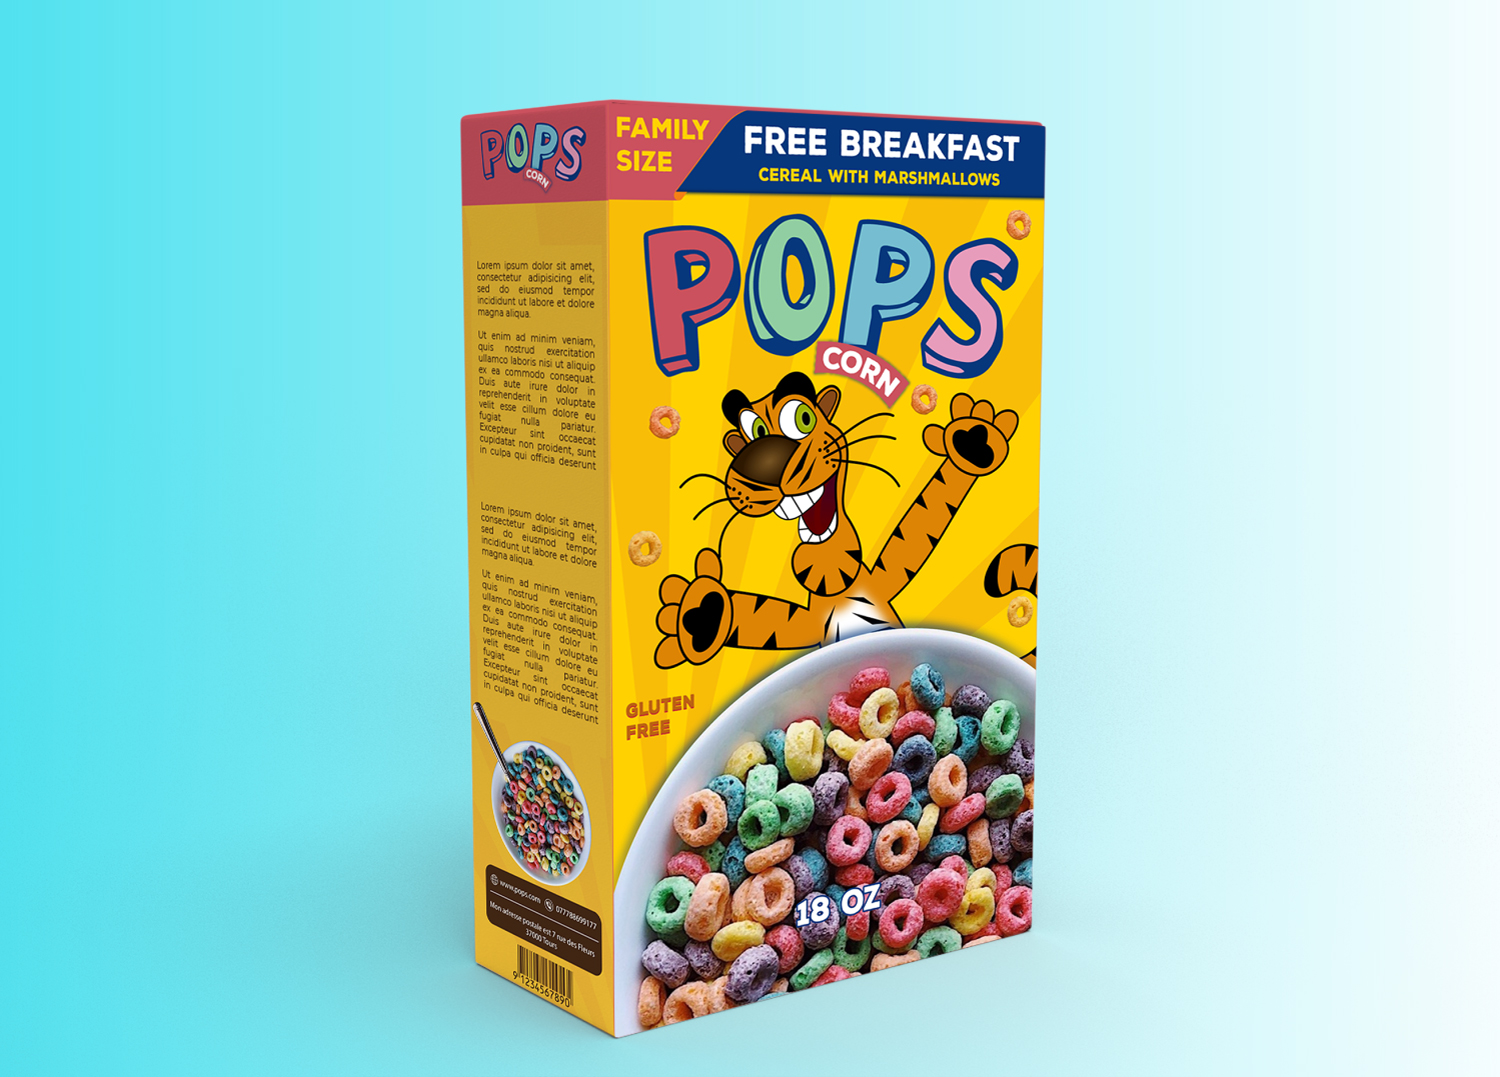 POPS
CORN
FAMILY
SIZE
FREE BREAKFAST
CEREAL WITH MARSHMALLOWS
POPS
CORN
GLUTEN
FREE
18 OZ
Lorem ipsum dolor sit amet,
consectetur adipisicing elit,
sed do eiusmod tempor
incididunt ut labore et dolore
magna aliqua.
Ut enim ad minim veniam,
quis nostrud exercitation
ullamco laboris nisi ut aliquip
ex ea commodo consequat.
Duis aute irure dolor in
reprehenderit in voluptate
velit esse cillum dolore eu
fugiat nulla pariatur.
Excepteur sint occaecat
cupidatat non proident, sunt
in culpa qui officia deserunt
Lorem ipsum dolor sit amet,
consectetur adipisicing elit,
sed do eiusmod tempor
incididunt ut labore et dolore
magna aliqua.
Ut enim ad minim veniam,
quis nostrud exercitation
ullamco laboris nisi ut aliquip
ex ea commodo consequat.
Duis aute irure dolor in
reprehenderit in voluptate
velit esse cillum dolore eu
fugiat nulla pariatur.
Excepteur sint occaecat
cupidatat non proident, sunt
in culpa qui officia deserunt
www.pops.com 077788699177
Mon adresse postale est 7 rue des Fleurs
37000 Tours
9 1234567890